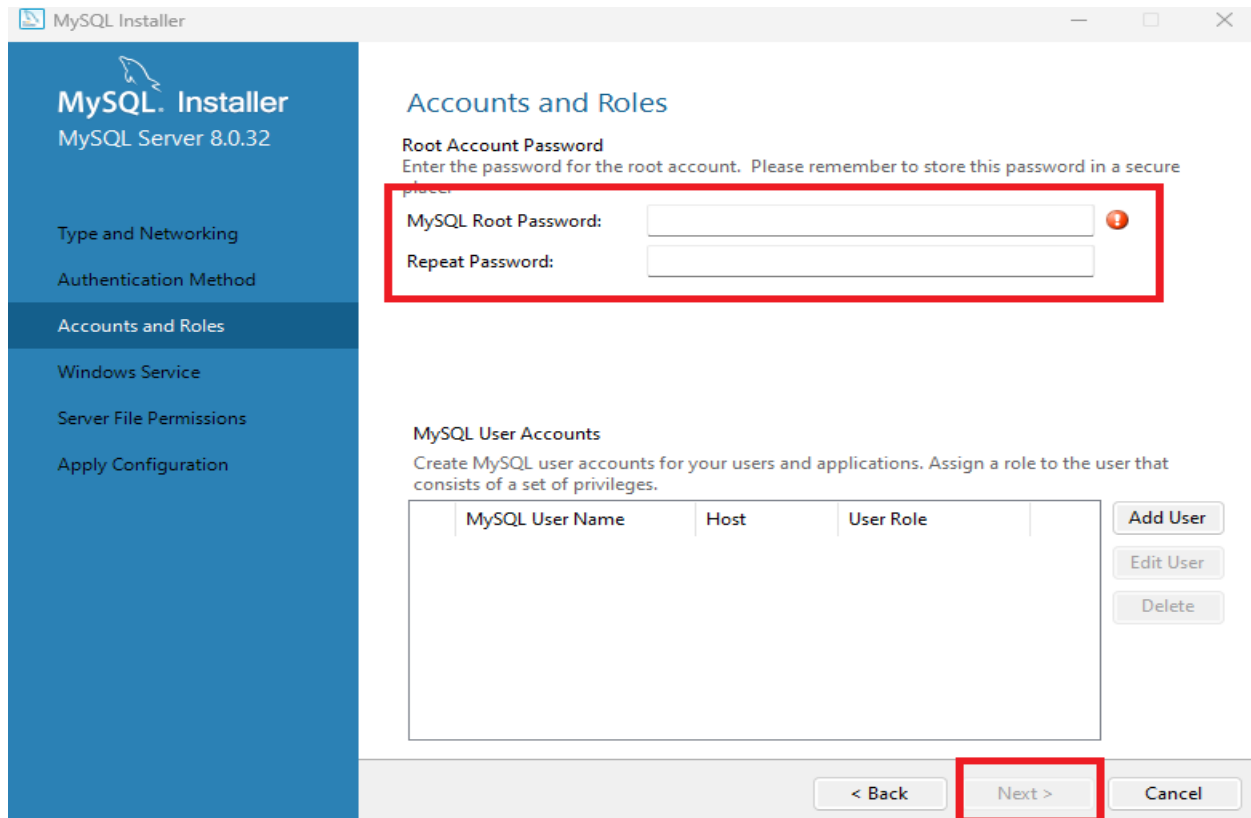 MySQL Installer
MySQL. Installer
MySQL Server 8.0.32
Type and Networking
Authentication Method
Accounts and Roles
Windows Service
Server File Permissions
Apply Configuration
Accounts and Roles
Root Account Password
Enter the password for the root account. Please remember to store this password in a secure
place.
MySQL Root Password:
Repeat Password:
MySQL User Accounts
Create MySQL user accounts for your users and applications. Assign a role to the user that
consists of a set of privileges.
MySQL User Name Host User Role
Add User
Edit User
Delete
< Back Next > Cancel